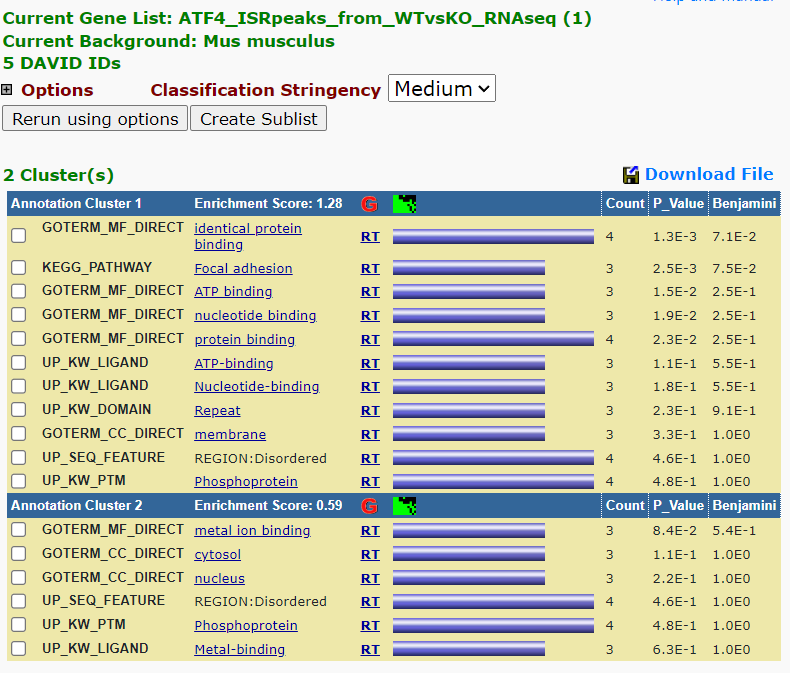 Help and manual
Current Gene List: ATF4_ISRpeaks_from_WTvsKO_RNAseq (1)
Current Background: Mus musculus
5 DAVID IDs
Options Classification Stringency Medium
Rerun using options Create Sublist
2 Cluster(s) Download File
Annotation Cluster 1 Enrichment Score: 1.28 G Count P_Value Benjamini
GOTERM_MF_DIRECT identical protein binding RT 4 1.3E-3 7.1E-2
KEGG_PATHWAY Focal adhesion RT 3 2.5E-3 7.5E-2
GOTERM_MF_DIRECT ATP binding RT 3 1.5E-2 2.5E-1
GOTERM_MF_DIRECT nucleotide binding RT 3 1.9E-2 2.5E-1
GOTERM_MF_DIRECT protein binding RT 4 2.3E-2 2.5E-1
UP_KW_LIGAND ATP-binding RT 3 1.1E-1 5.5E-1
UP_KW_LIGAND Nucleotide-binding RT 3 1.8E-1 5.5E-1
UP_KW_DOMAIN Repeat RT 3 2.3E-1 9.1E-1
GOTERM_CC_DIRECT membrane RT 3 3.3E-1 1.0E0
UP_SEQ_FEATURE REGION:Disordered RT 4 4.6E-1 1.0E0
UP_KW_PTM Phosphoprotein RT 4 4.8E-1 1.0E0
Annotation Cluster 2 Enrichment Score: 0.59 G Count P_Value Benjamini
GOTERM_MF_DIRECT metal ion binding RT 3 8.4E-2 5.4E-1
GOTERM_CC_DIRECT cytosol RT 3 1.1E-1 1.0E0
GOTERM_CC_DIRECT nucleus RT 3 2.2E-1 1.0E0
UP_SEQ_FEATURE REGION:Disordered RT 4 4.6E-1 1.0E0
UP_KW_PTM Phosphoprotein RT 4 4.8E-1 1.0E0
UP_KW_LIGAND Metal-binding RT 3 6.3E-1 1.0E0